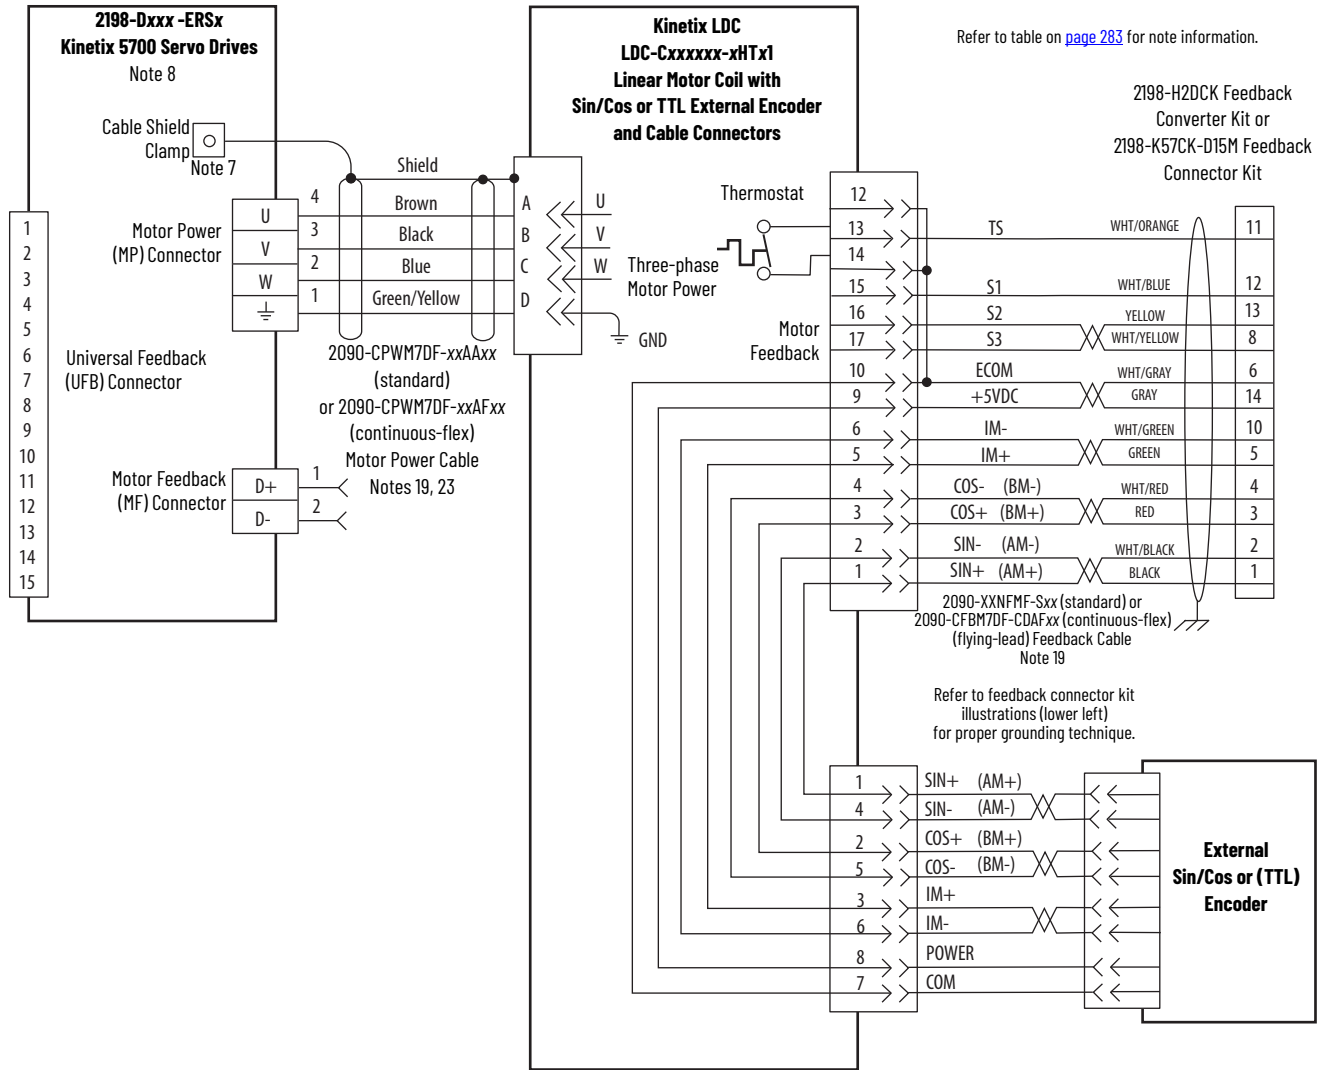 2198-Dxxx -ERSx
Kinetix 5700 Servo Drives
Note 8
Cable Shield
Clamp
Note 7
Motor Power
(MP) Connector
U
V
W
4
3
2
1
Shield
Brown
Black
Blue
Green/Yellow
A
B
C
D
U
V
W
Three-phase
Motor Power
GND
2090-CPWM7DF-xxAAxx
(standard)
or 2090-CPWM7DF-xxAFxx
(continuous-flex)
Motor Power Cable
Notes 19, 23
1
2
3
4
5
6
7
8
9
10
11
12
13
14
15
Universal Feedback
(UFB) Connector
Motor Feedback
(MF) Connector
D+
D-
1
2
Kinetix LDC
LDC-Cxxxxxx-xHTx1
Linear Motor Coil with
Sin/Cos or TTL External Encoder
and Cable Connectors
Refer to table on page 283 for note information.
2198-H2DCK Feedback
Converter Kit or
2198-K57CK-D15M Feedback
Connector Kit
Thermostat
Motor
Feedback
12
13 TS WHT/ORANGE 11
14
15 S1 WHT/BLUE 12
16 S2 YELLOW 13
17 S3 WHT/YELLOW 8
10 ECOM WHT/GRAY 6
9 +5VDC GRAY 14
6 IM- WHT/GREEN 10
5 IM+ GREEN 5
4 COS- (BM-) WHT/RED 4
3 COS+ (BM+) RED 3
2 SIN- (AM-) WHT/BLACK 2
1 SIN+ (AM+) BLACK 1
2090-XXNFMF-Sxx (standard) or
2090-CFBM7DF-CDAFxx (continuous-flex)
(flying-lead) Feedback Cable
Note 19
Refer to feedback connector kit
illustrations (lower left)
for proper grounding technique.
1 SIN+ (AM+)
4 SIN- (AM-)
2 COS+ (BM+)
5 COS- (BM-)
3 IM+
6 IM-
8 POWER
7 COM
External
Sin/Cos or (TTL)
Encoder